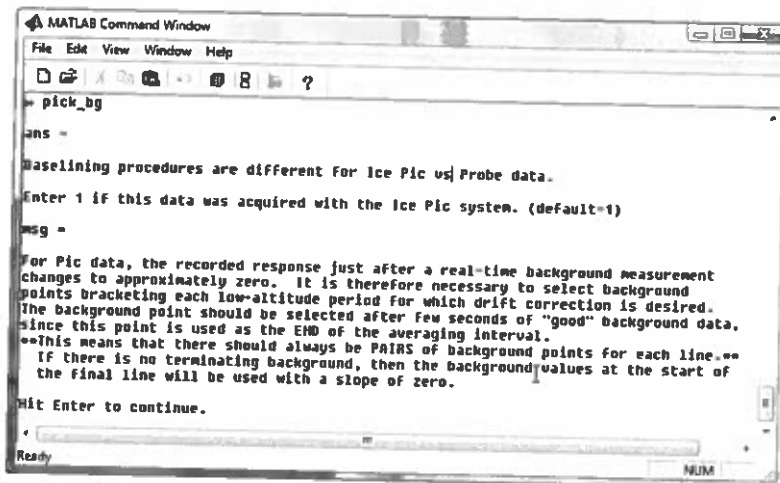 MATLAB Command Window
File Edit View Window Help
?
» pick_bg
ans =
Baselining procedures are different for Ice Pic vs Probe data.
Enter 1 if this data was acquired with the Ice Pic system. (default=1)
msg =
For Pic data, the recorded response just after a real-time background measurement
changes to approximately zero. It is therefore necessary to select background
points bracketing each low-altitude period for which drift correction is desired.
The background point should be selected after few seconds of "good" background data,
since this point is used as the END of the averaging interval.
**This means that there should always be PAIRS of background points for each line.**
If there is no terminating background, then the background values at the start of
the final line will be used with a slope of zero.
Hit Enter to continue.
Ready
NUM